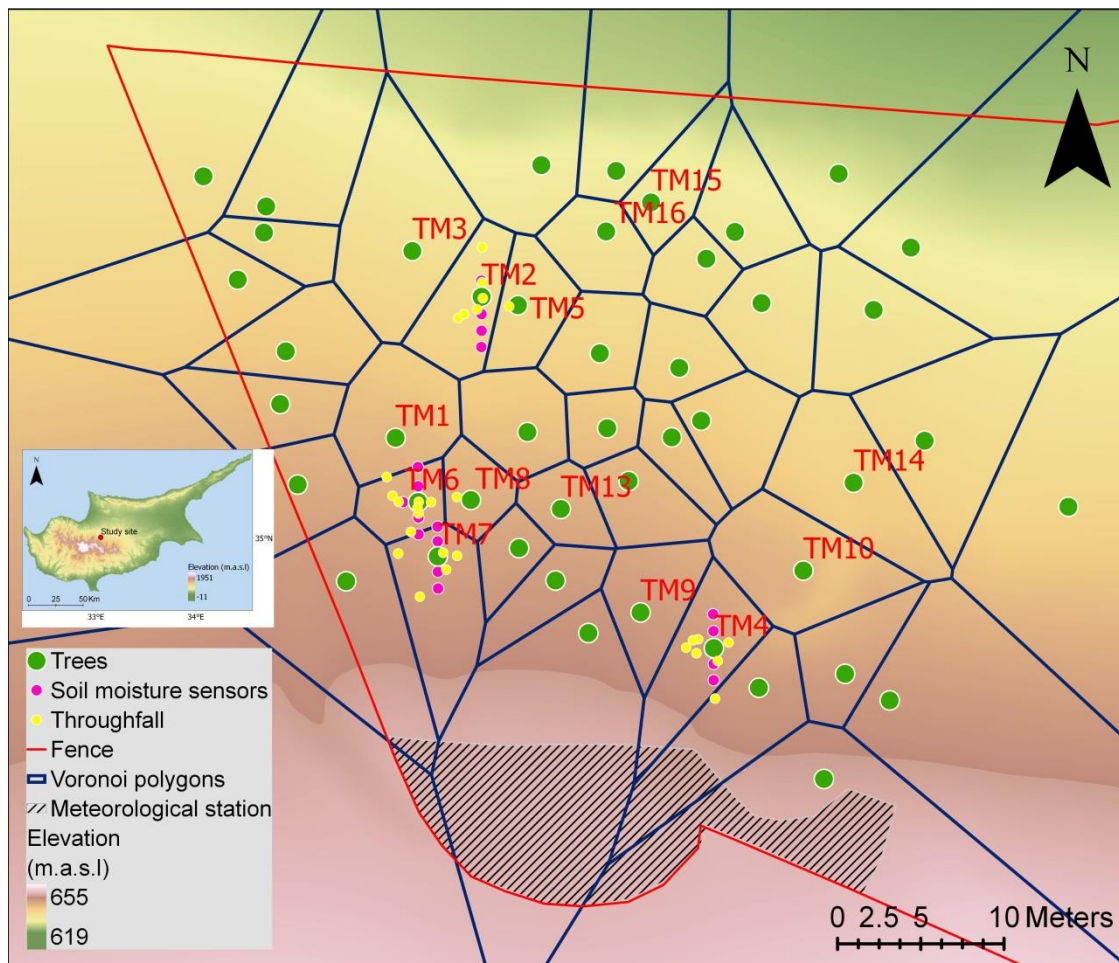 N
TM15
TM16
TM3
TM2
TM5
TM1
TM14
TM6
TM8
TM13
TM7
TM10
TM9
TM4
N
Study site
35°N
Elevation (m.a.s.l)
1951
-11
0 25 50 Km
33°E 34°E
Trees
Soil moisture sensors
Throughfall
Fence
Voronoi polygons
Meteorological station
Elevation
(m.a.s.l)
655
619
0 2.5 5 10 Meters